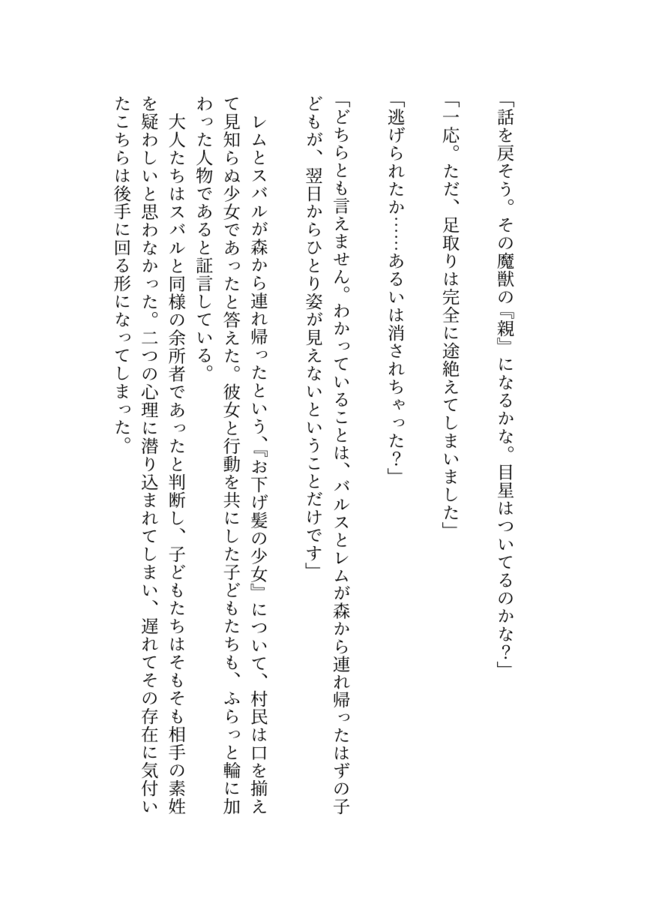 「話を戻そう。その魔獣の『親』になるかな。目星はついてるのかな？」
「一応。ただ、足取りは完全に途絶えてしまいました」
「逃げられたか……あるいは消されちゃった？」
「どちらとも言えません。わかっていることは、バルスとレムが森から連れ帰ったはずの子
どもが、翌日からひとり姿が見えないということだけです」
レムとスバルが森から連れ帰ったという、『お下げ髪の少女』について、村民は口を揃え
て見知らぬ少女であったと答えた。彼女と行動を共にした子どもたちも、ふらっと輪に加
わった人物であると証言している。
大人たちはスバルと同様の余所者であったと判断し、子どもたちはそもそも相手の素姓
を疑わしいと思わなかった。二つの心理に潜り込まれてしまい、遅れてその存在に気付い
たこちらは後手に回る形になってしまった。